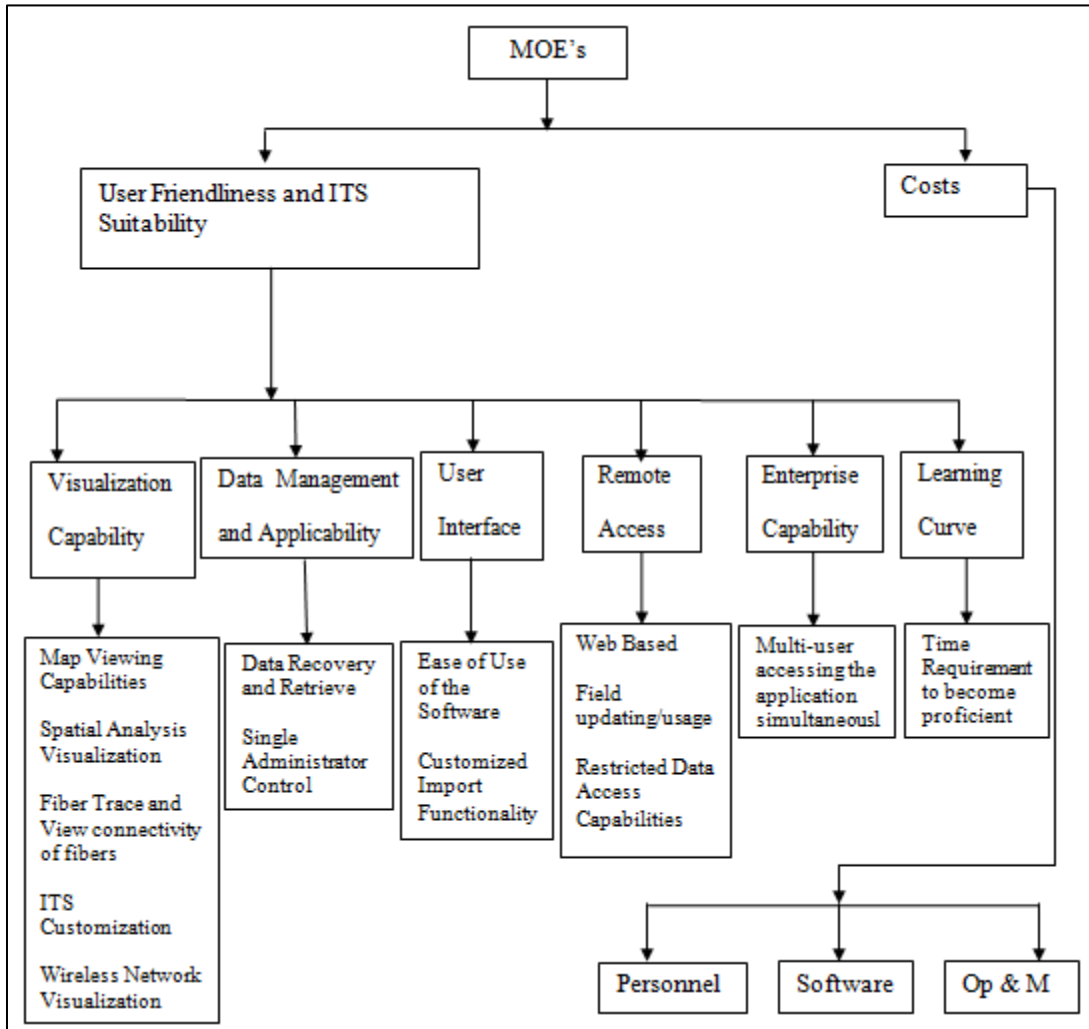 MOE's
User Friendliness and ITS
Suitability
Costs
Visualization
Capability
Data Management
and Applicability
User
Interface
Remote
Access
Enterprise
Capability
Learning
Curve
Map Viewing
Capabilities
Spatial Analysis
Visualization
Fiber Trace and
View connectivity
of fibers
ITS
Customization
Wireless Network
Visualization
Data Recovery
and Retrieve
Single
Administrator
Control
Ease of Use
of the
Software
Customized
Import
Functionality
Web Based
Field
updating/usage
Restricted Data
Access
Capabilities
Multi-user
accessing the
application
simultaneousl
Time
Requirement
to become
proficient
Personnel
Software
Op & M